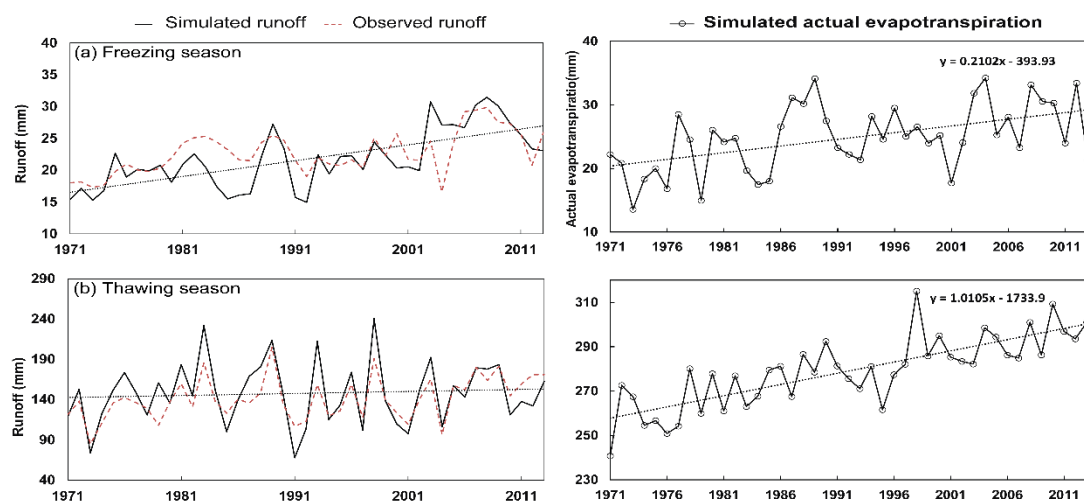 Simulated runoff Observed runoff
Simulated actual evapotranspiration
(a) Freezing season
Runoff (mm)
40
35
30
25
20
15
10
1971 1981 1991 2001 2011
Actual evapotranspiratio(mm)
y = 0.2102x - 393.93
40
30
20
10
1971 1976 1981 1986 1991 1996 2001 2006 2011
(b) Thawing season
Runoff (mm)
290
240
190
140
90
40
1971 1981 1991 2001 2011
y = 1.0105x - 1733.9
310
290
270
250
230
1971 1976 1981 1986 1991 1996 2001 2006 2011